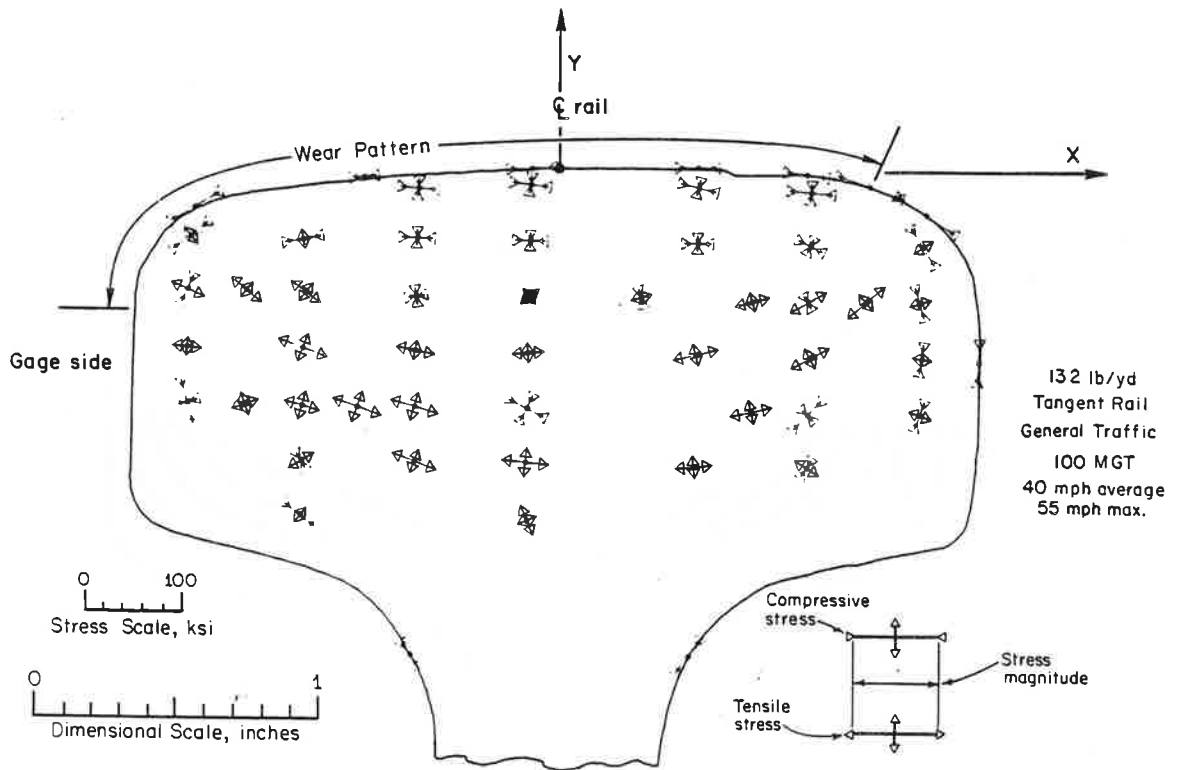 Y
℄ rail
Wear Pattern
X
Gage side
132 lb/yd
Tangent Rail
General Traffic
100 MGT
40 mph average
55 mph max.
0 100
Stress Scale, ksi
0 1
Dimensional Scale, inches
Compressive
stress
Stress
magnitude
Tensile
stress